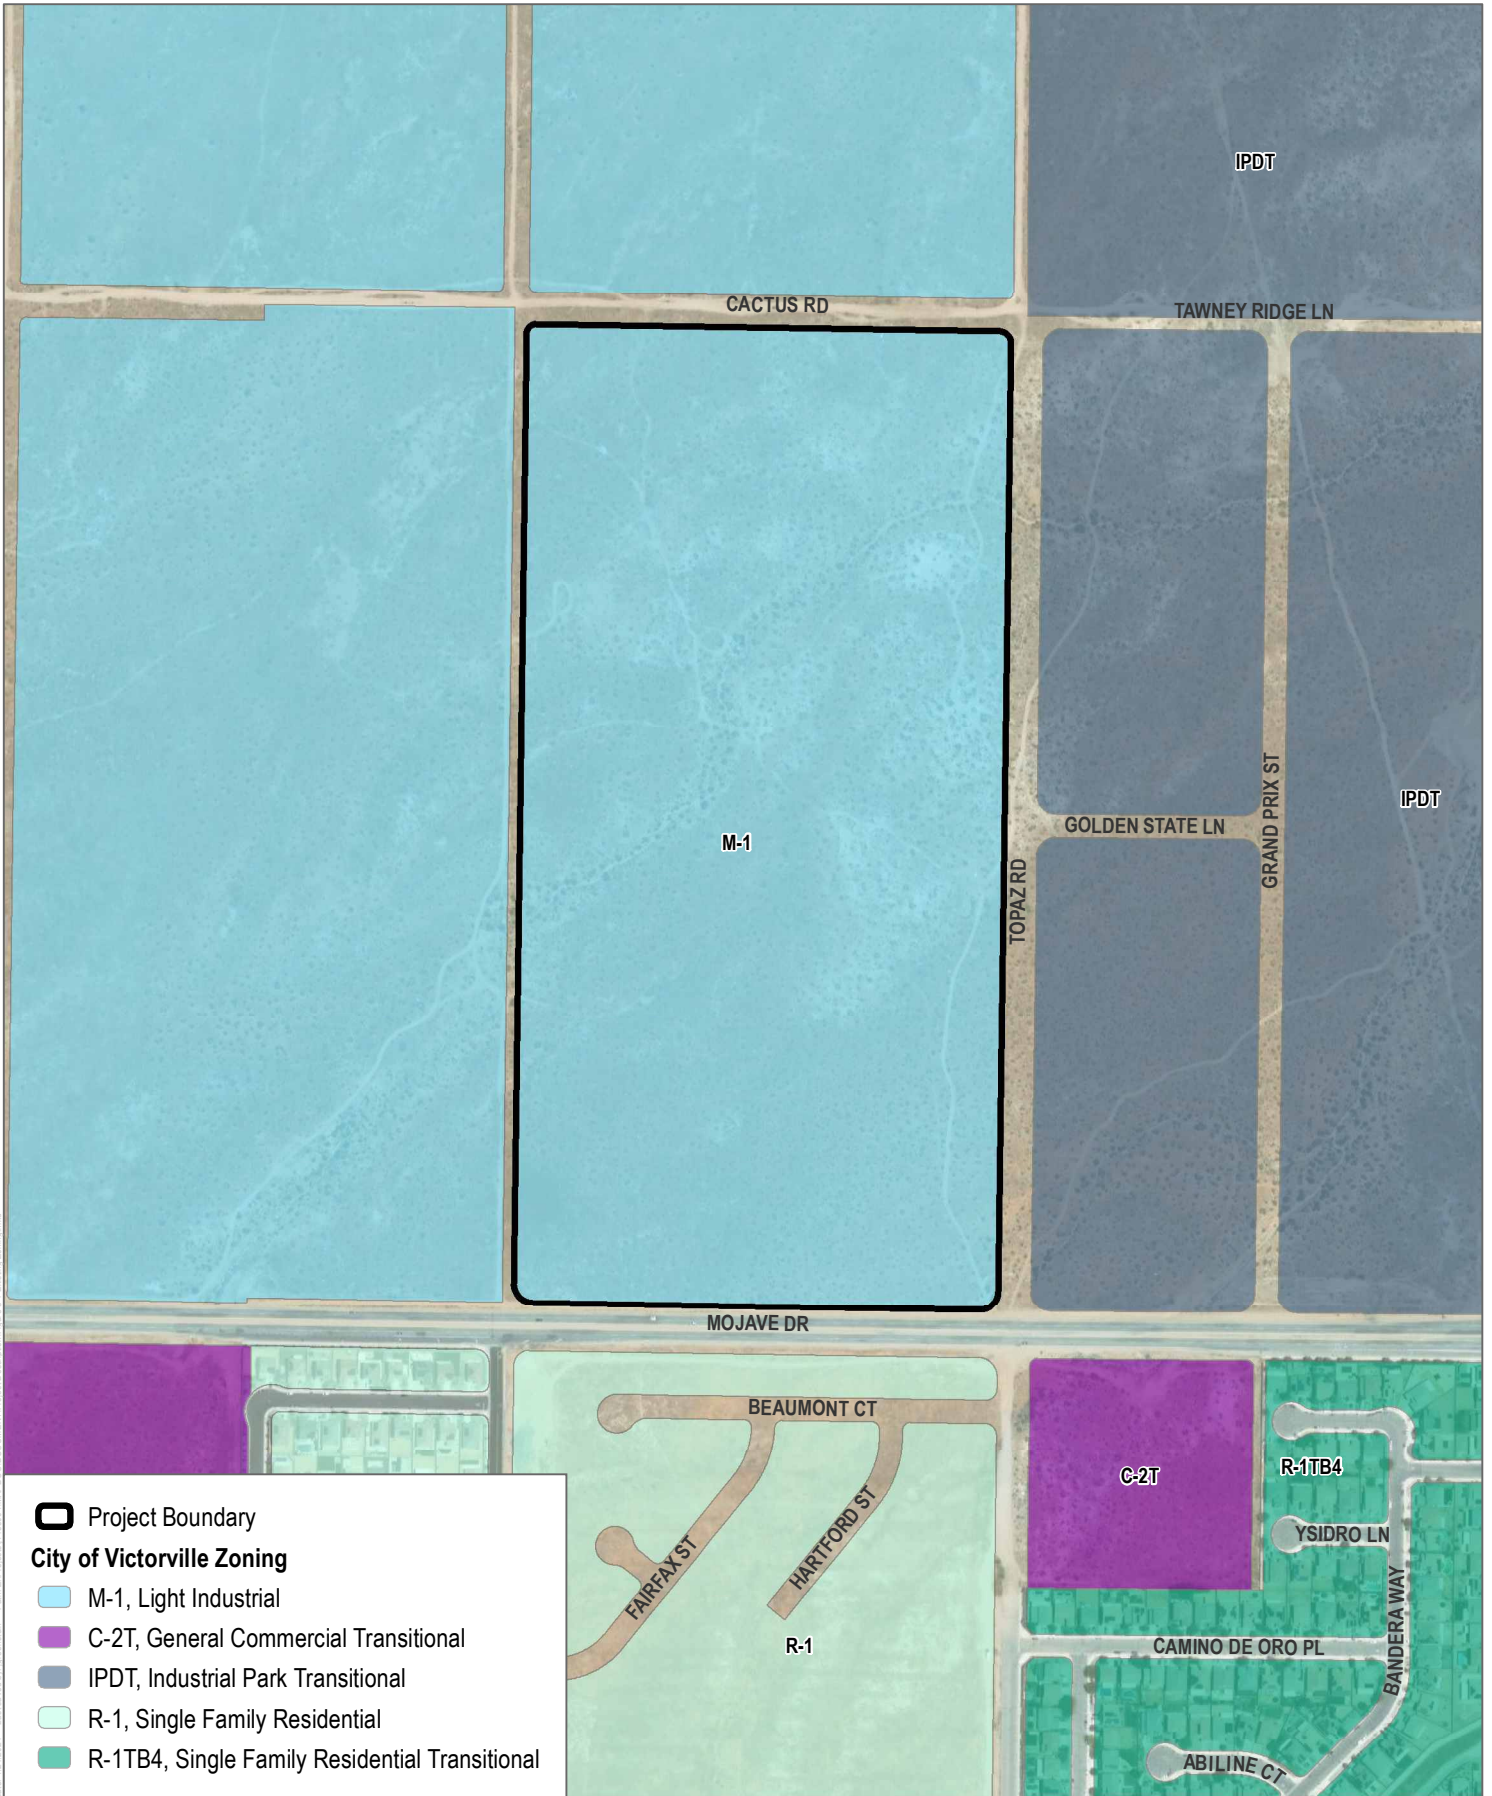 IPDT
CACTUS RD
TAWNEY RIDGE LN
IPDT
GRAND PRIX ST
GOLDEN STATE LN
M-1
TOPAZ RD
MOJAVE DR
BEAUMONT CT
C-2T
R-1TB4
HARTFORD ST
FAIRFAX ST
YSIDRO LN
BANDERA WAY
R-1
CAMINO DE ORO PL
ABILINE CT
Project Boundary
City of Victorville Zoning
M-1, Light Industrial
C-2T, General Commercial Transitional
IPDT, Industrial Park Transitional
R-1, Single Family Residential
R-1TB4, Single Family Residential Transitional